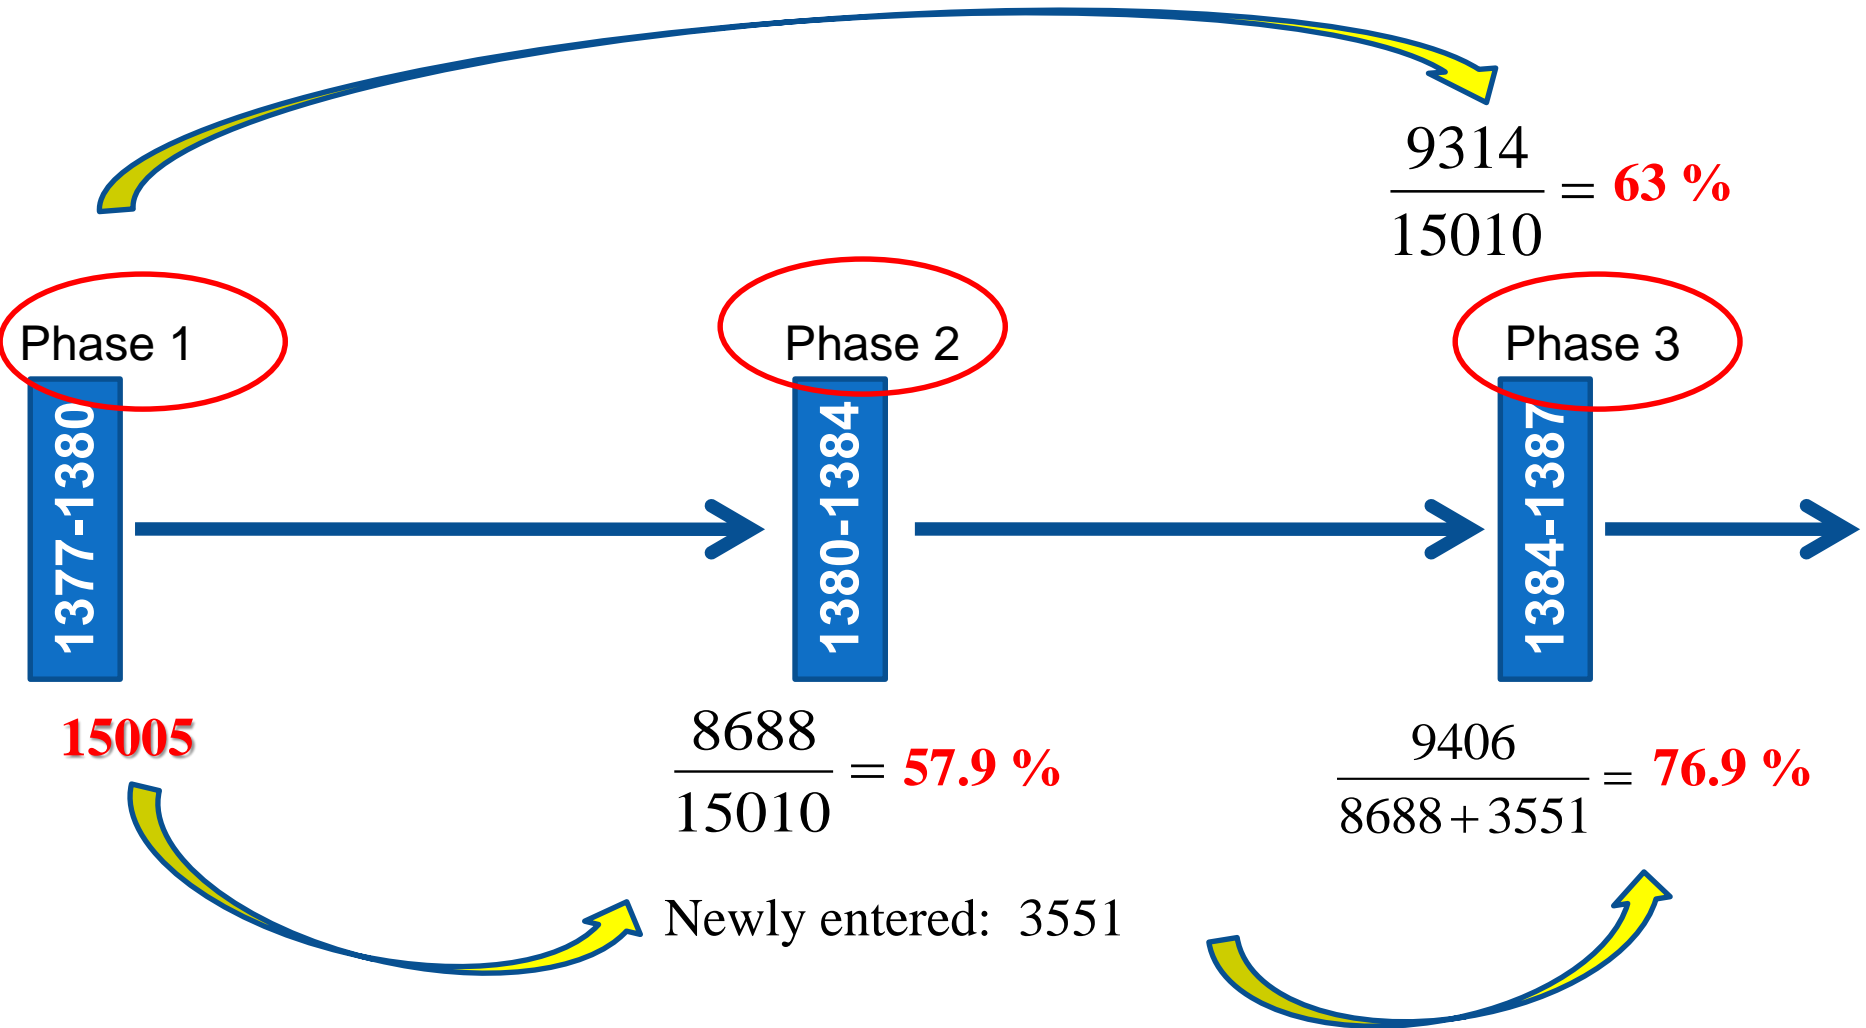 9314
15010
= 63 %
Phase 1
Phase 2
Phase 3
1377-1380
1380-1384
1384-1387
15005
8688
15010
= 57.9 %
9406
8688+3551
= 76.9 %
Newly entered: 3551